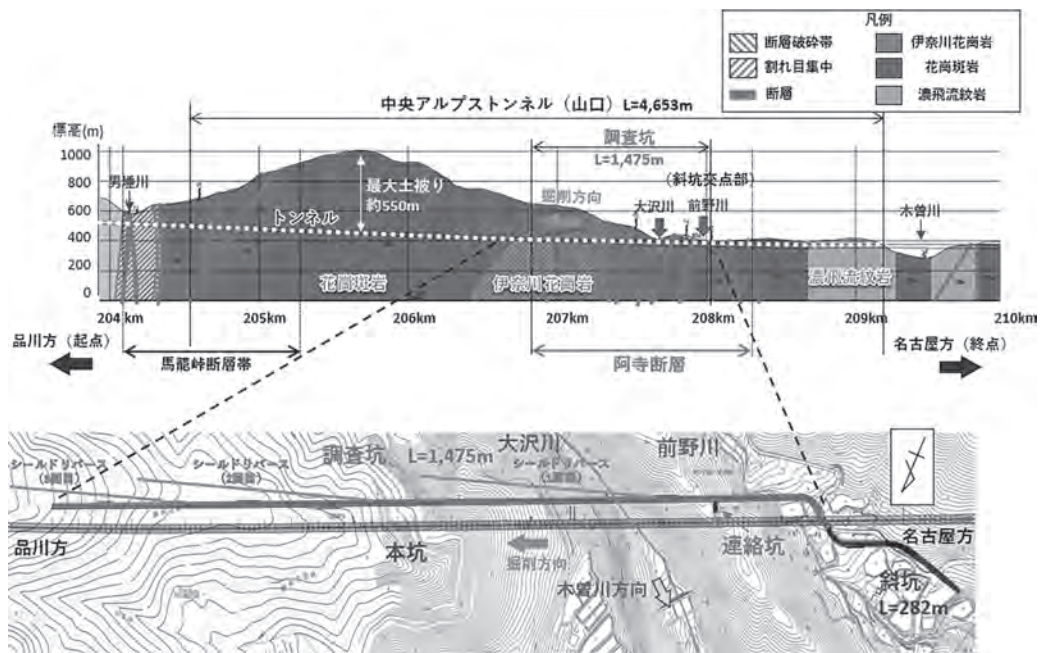 凡例
断層破砕帯
伊奈川花崗岩
割れ目集中
花崗斑岩
断層
濃飛流紋岩
中央アルプストンネル（山口）L=4,653m
標高(m)
調査坑
L=1,475m
1000
800
600
400
200
0
男埵川
最大土被り
約550m
掘削方向
(斜坑交点部)
大沢川
前野川
木曽川
トンネル
花崗斑岩
伊奈川花崗岩
濃飛流紋岩
204km
205km
206km
207km
208km
209km
210km
品川方（起点）
馬籠峠断層帯
阿寺断層
名古屋方（終点）
シールドリバース
(3回目)
シールドリバース
(2回目)
調査坑
L=1,475m
大沢川
シールドリバース
(1回目)
前野川
品川方
本坑
掘削方向
木曽川方向
連絡坑
名古屋方
斜坑
L=282m